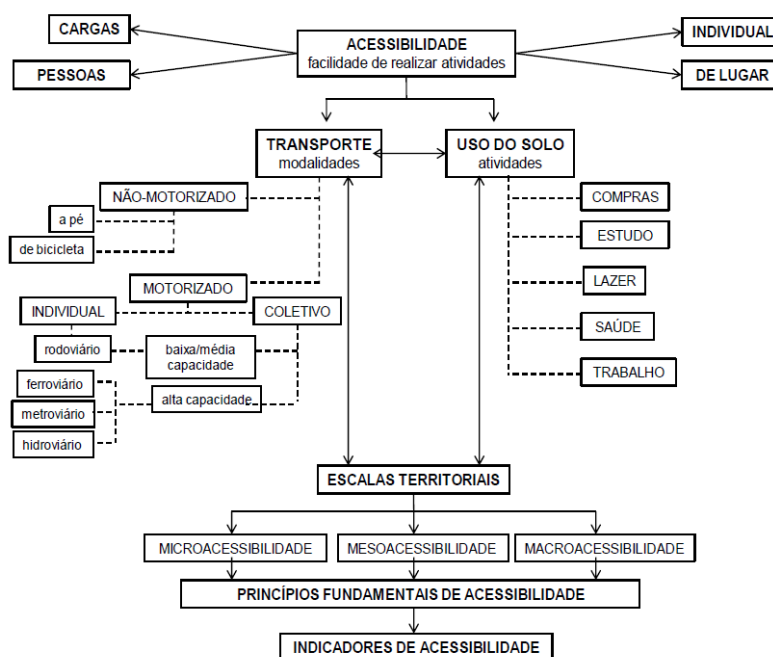 CARGAS
PESSOAS
ACESSIBILIDADE
facilidade de realizar atividades
INDIVIDUAL
DE LUGAR
TRANSPORTE
modalidades
USO DO SOLO
atividades
NÃO-MOTORIZADO
a pé
de bicicleta
MOTORIZADO
INDIVIDUAL
COLETIVO
rodoviário
baixa/média
capacidade
ferroviário
metroviário
hidroviário
alta capacidade
COMPRAS
ESTUDO
LAZER
SAÚDE
TRABALHO
ESCALAS TERRITORIAIS
MICROACESSIBILIDADE
MESOACESSIBILIDADE
MACROACESSIBILIDADE
PRINCÍPIOS FUNDAMENTAIS DE ACESSIBILIDADE
INDICADORES DE ACESSIBILIDADE